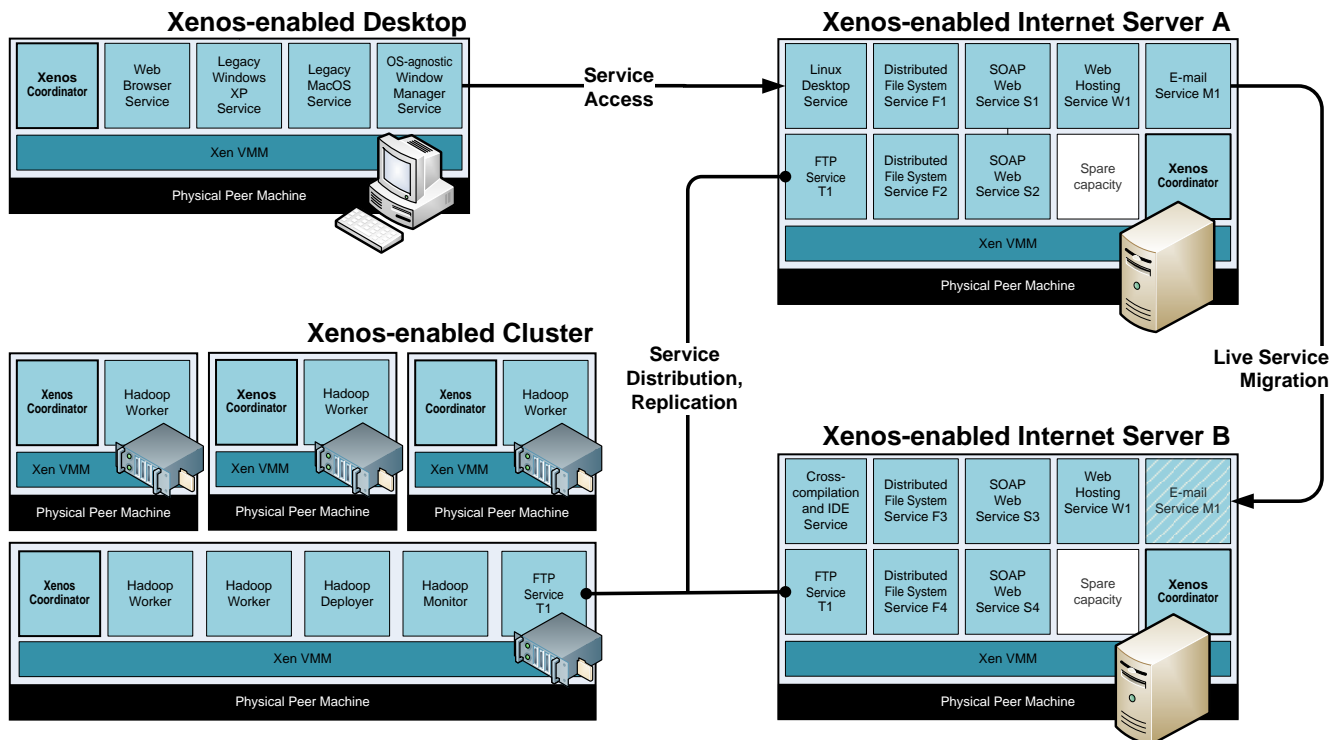 Xenos-enabled Desktop
Xenos
Coordinator
Web
Browser
Service
Legacy
Windows
XP
Service
Legacy
MacOS
Service
OS-agnostic
Window
Manager
Service
Xen VMM
Physical Peer Machine
Service
Access
Xenos-enabled Internet Server A
Linux
Desktop
Service
Distributed
File System
Service F1
SOAP
Web
Service S1
Web
Hosting
Service W1
E-mail
Service M1
FTP
Service
T1
Distributed
File System
Service F2
SOAP
Web
Service S2
Spare
capacity
Xenos
Coordinator
Xen VMM
Physical Peer Machine
Xenos-enabled Cluster
Xenos
Coordinator
Hadoop
Worker
Xen VMM
Physical Peer Machine
Xenos
Coordinator
Hadoop
Worker
Xen VMM
Physical Peer Machine
Xenos
Coordinator
Hadoop
Worker
Xen VMM
Physical Peer Machine
Xenos
Coordinator
Hadoop
Worker
Hadoop
Worker
Hadoop
Deployer
Hadoop
Monitor
FTP
Service
T1
Xen VMM
Physical Peer Machine
Service
Distribution,
Replication
Live Service
Migration
Xenos-enabled Internet Server B
Cross-
compilation
and IDE
Service
Distributed
File System
Service F3
SOAP
Web
Service S3
Web
Hosting
Service W1
E-mail
Service M1
FTP
Service
T1
Distributed
File System
Service F4
SOAP
Web
Service S4
Spare
capacity
Xenos
Coordinator
Xen VMM
Physical Peer Machine